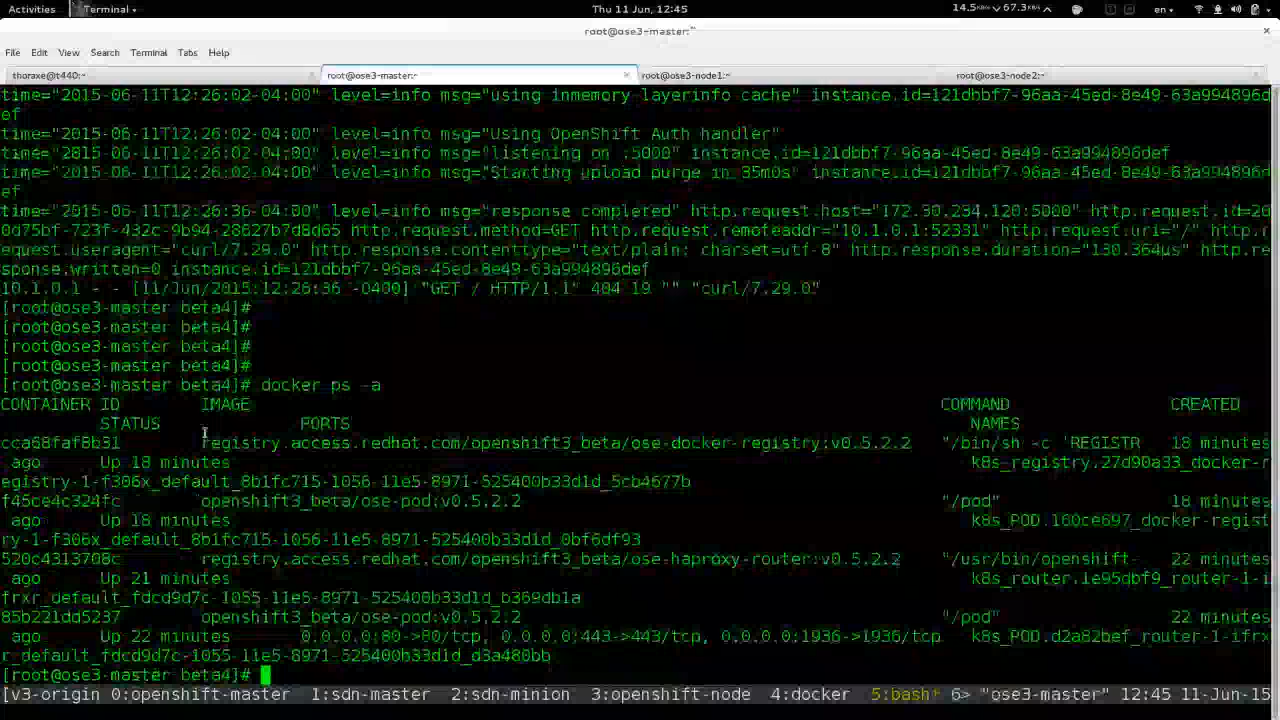 Activities Terminal Thu 11 Jun, 12:45 14.5 KB/s 67.3 KB/s en
root@ose3-master:~ ×
File Edit View Search Terminal Tabs Help
thoraxe@t440:~ × root@ose3-master:~ × root@ose3-node1:~ × root@ose3-node2:~ ×
time="2015-06-11T12:26:02-04:00" level=info msg="using inmemory layerinfo cache" instance.id=121dbbf7-96aa-45ed-8e49-63a994896d
ef
time="2015-06-11T12:26:02-04:00" level=info msg="Using OpenShift Auth handler"
time="2015-06-11T12:26:02-04:00" level=info msg="listening on :5000" instance.id=121dbbf7-96aa-45ed-8e49-63a994896def
time="2015-06-11T12:26:02-04:00" level=info msg="Starting upload purge in 35m0s" instance.id=121dbbf7-96aa-45ed-8e49-63a994896d
ef
time="2015-06-11T12:26:36-04:00" level=info msg="response completed" http.request.host="172.30.234.120:5000" http.request.id=2d
0d75bf-723f-432c-9b94-28627b7d8d65 http.request.method=GET http.request.remoteaddr="10.1.0.1:52331" http.request.uri="/" http.r
equest.useragent="curl/7.29.0" http.response.contenttype="text/plain; charset=utf-8" http.response.duration="130.364µs" http.re
sponse.written=0 instance.id=121dbbf7-96aa-45ed-8e49-63a994896def
10.1.0.1 - - [11/Jun/2015:12:26:36 -0400] "GET / HTTP/1.1" 404 19 "" "curl/7.29.0"
[root@ose3-master beta4]#
[root@ose3-master beta4]#
[root@ose3-master beta4]#
[root@ose3-master beta4]#
[root@ose3-master beta4]# docker ps -a
CONTAINER ID IMAGE COMMAND CREATED
STATUS PORTS NAMES
cca68faf8b31 registry.access.redhat.com/openshift3_beta/ose-docker-registry:v0.5.2.2 "/bin/sh -c 'REGISTR 18 minutes
ago Up 18 minutes k8s_registry.27d90a33_docker-r
egistry-1-f306x_default_8b1fc715-1056-11e5-8971-525400b33d1d_5cb4677b
f45ce4c324fc openshift3_beta/ose-pod:v0.5.2.2 "/pod" 18 minutes
ago Up 18 minutes k8s_POD.160ce697_docker-regist
ry-1-f306x_default_8b1fc715-1056-11e5-8971-525400b33d1d_0bf6df93
520c4313708c registry.access.redhat.com/openshift3_beta/ose-haproxy-router:v0.5.2.2 "/usr/bin/openshift- 22 minutes
ago Up 21 minutes k8s_router.1e95dbf9_router-1-i
frxr_default_fdcd9d7c-1055-11e5-8971-525400b33d1d_b369db1a
85b221dd5237 openshift3_beta/ose-pod:v0.5.2.2 "/pod" 22 minutes
ago Up 22 minutes 0.0.0.0:80->80/tcp, 0.0.0.0:443->443/tcp, 0.0.0.0:1936->1936/tcp k8s_POD.d2a82bef_router-1-ifrx
r_default_fdcd9d7c-1055-11e5-8971-525400b33d1d_d3a480bb
[root@ose3-master beta4]#
[v3-origin 0:openshift-master 1:sdn-master 2:sdn-minion 3:openshift-node 4:docker 5:bash* 6> "ose3-master" 12:45 11-Jun-15